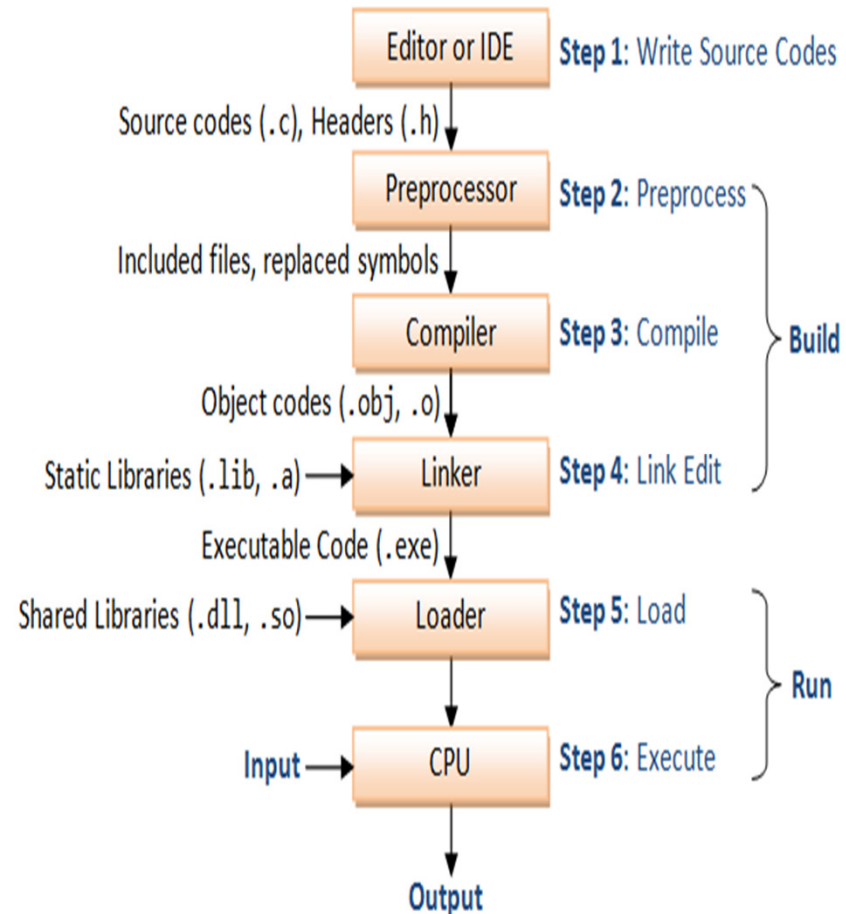 Editor or IDE
Step 1: Write Source Codes
Source codes (.c), Headers (.h)
Preprocessor
Step 2: Preprocess
Included files, replaced symbols
Compiler
Step 3: Compile
Build
Object codes (.obj, .o)
Static Libraries (.lib, .a)
Linker
Step 4: Link Edit
Executable Code (.exe)
Shared Libraries (.dll, .so)
Loader
Step 5: Load
Run
Input
CPU
Step 6: Execute
Output